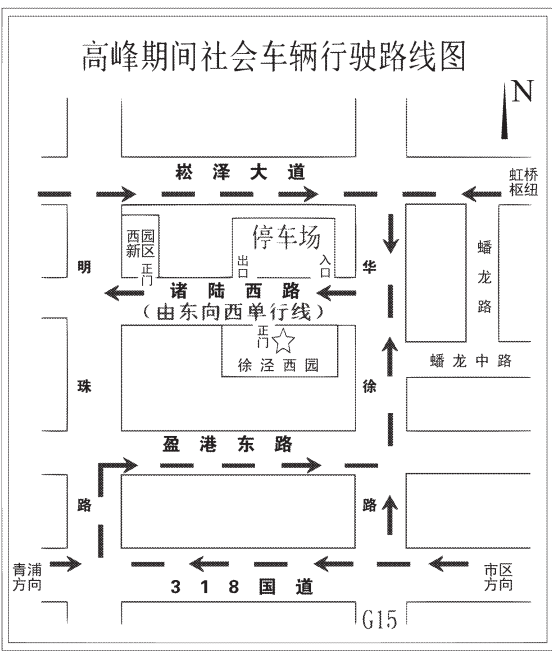 高峰期间社会车辆行驶路线图
N
崧泽大道
虹桥
枢纽
西园
新区
正门
停车场
出口
入口
明珠路
华徐路
蟠龙路
诸陆西路
(由东向西单行线)
正门
徐泾西园
蟠龙中路
盈港东路
青浦
方向
318国道
市区
方向
G15